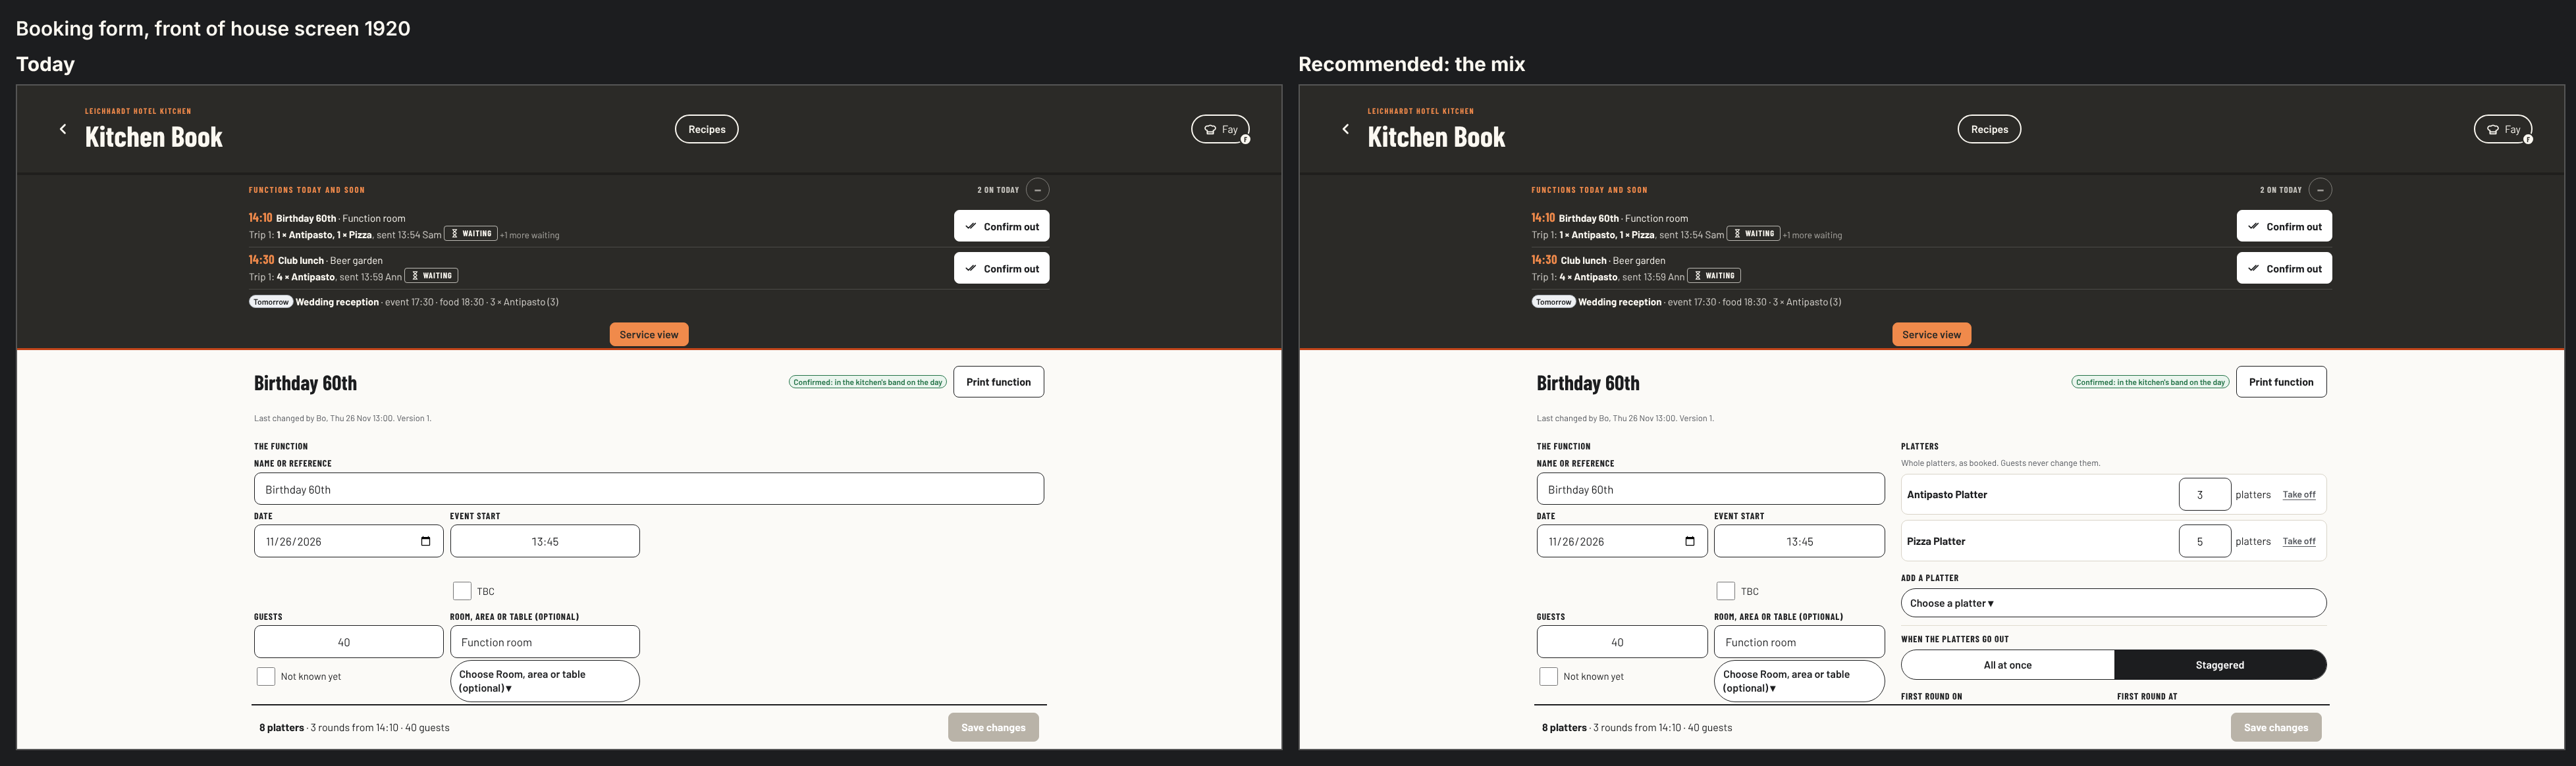 Booking form, front of house screen 1920
Today
LEICHHARDT HOTEL KITCHEN
Kitchen Book
Recipes
Fay
F
FUNCTIONS TODAY AND SOON
2 ON TODAY
14:10 Birthday 60th · Function room
Trip 1: 1 × Antipasto, 1 × Pizza, sent 13:54 Sam WAITING +1 more waiting
Confirm out
14:30 Club lunch · Beer garden
Trip 1: 4 × Antipasto, sent 13:59 Ann WAITING
Confirm out
Tomorrow Wedding reception · event 17:30 · food 18:30 · 3 × Antipasto (3)
Service view
Birthday 60th
Confirmed: in the kitchen's band on the day
Print function
Last changed by Bo, Thu 26 Nov 13:00. Version 1.
THE FUNCTION
NAME OR REFERENCE
Birthday 60th
DATE
EVENT START
11/26/2026
13:45
TBC
GUESTS
ROOM, AREA OR TABLE (OPTIONAL)
40
Function room
Not known yet
Choose Room, area or table
(optional) ▾
8 platters · 3 rounds from 14:10 · 40 guests
Save changes
Recommended: the mix
LEICHHARDT HOTEL KITCHEN
Kitchen Book
Recipes
Fay
F
FUNCTIONS TODAY AND SOON
2 ON TODAY
14:10 Birthday 60th · Function room
Trip 1: 1 × Antipasto, 1 × Pizza, sent 13:54 Sam WAITING +1 more waiting
Confirm out
14:30 Club lunch · Beer garden
Trip 1: 4 × Antipasto, sent 13:59 Ann WAITING
Confirm out
Tomorrow Wedding reception · event 17:30 · food 18:30 · 3 × Antipasto (3)
Service view
Birthday 60th
Confirmed: in the kitchen's band on the day
Print function
Last changed by Bo, Thu 26 Nov 13:00. Version 1.
THE FUNCTION
NAME OR REFERENCE
Birthday 60th
DATE
EVENT START
11/26/2026
13:45
TBC
GUESTS
ROOM, AREA OR TABLE (OPTIONAL)
40
Function room
Not known yet
Choose Room, area or table
(optional) ▾
PLATTERS
Whole platters, as booked. Guests never change them.
Antipasto Platter
3 platters Take off
Pizza Platter
5 platters Take off
ADD A PLATTER
Choose a platter ▾
WHEN THE PLATTERS GO OUT
All at once
Staggered
FIRST ROUND ON
FIRST ROUND AT
8 platters · 3 rounds from 14:10 · 40 guests
Save changes